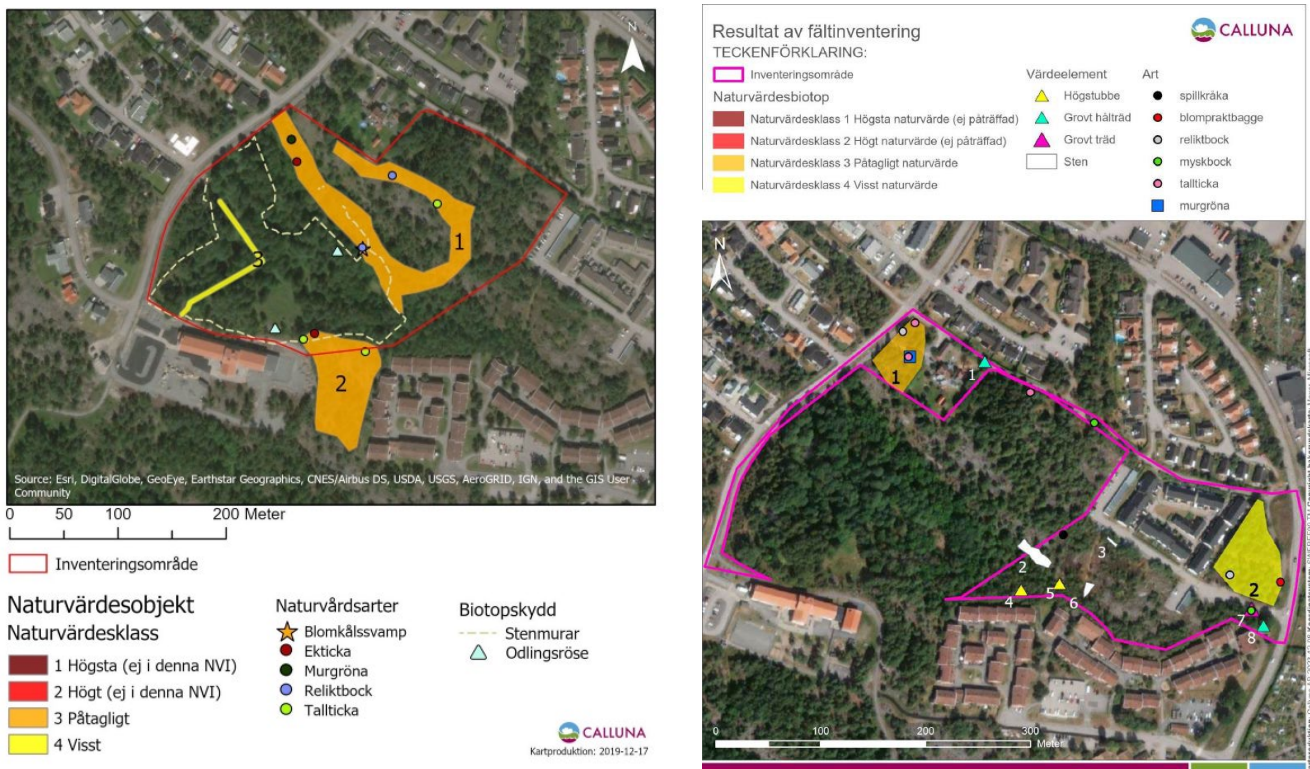 N
1
2
3
Source: Esri, DigitalGlobe, GeoEye, Earthstar Geographics, CNES/Airbus DS, USDA, USGS, AeroGRID, IGN, and the GIS User
Community
0 50 100 200 Meter
Inventeringsområde
Naturvärdesobjekt
Naturvärdesklass
1 Högsta (ej i denna NVI)
2 Högt (ej i denna NVI)
3 Påtagligt
4 Visst
Naturvårdsarter
Blomkålssvamp
Ekticka
Murgröna
Reliktbock
Tallticka
Biotopskydd
Stenmurar
Odlingsröse
CALLUNA
Kartproduktion: 2019-12-17
Resultat av fältinventering
TECKENFÖRKLARING:
Inventeringsområde
Naturvärdesbiotop
Naturvärdesklass 1 Högsta naturvärde (ej påträffad)
Naturvärdesklass 2 Högt naturvärde (ej påträffad)
Naturvärdesklass 3 Påtagligt naturvärde
Naturvärdesklass 4 Visst naturvärde
Värdeelement
Högstubbe
Grovt hålträd
Grovt träd
Sten
Art
spillkråka
blompraktbagge
reliktbock
myskbock
tallticka
murgröna
CALLUNA
N
1
1
2
3
4
5
6
2
7
8
0 100 200 300
Meter